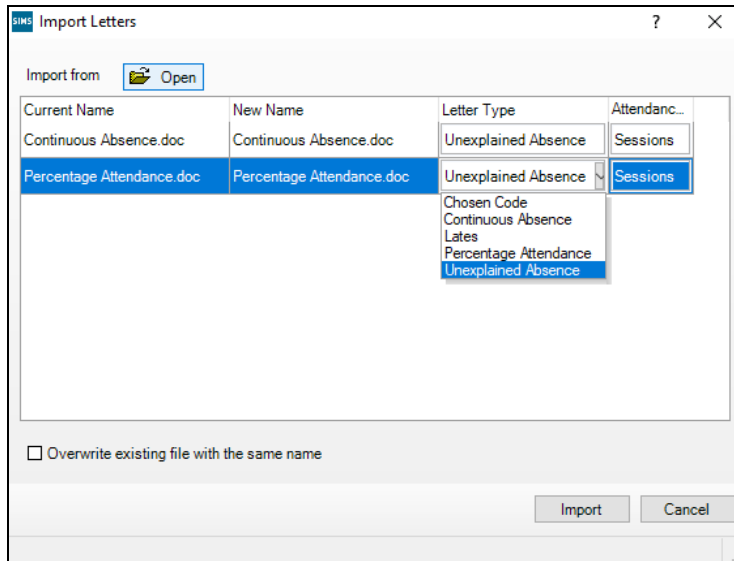 SIMS Import Letters ?
Import from Open
Current Name New Name Letter Type Attendanc...
Continuous Absence.doc Continuous Absence.doc Unexplained Absence Sessions
Percentage Attendance.doc Percentage Attendance.doc Unexplained Absence Sessions
Chosen Code
Continuous Absence
Lates
Percentage Attendance
Unexplained Absence
Overwrite existing file with the same name
Import Cancel